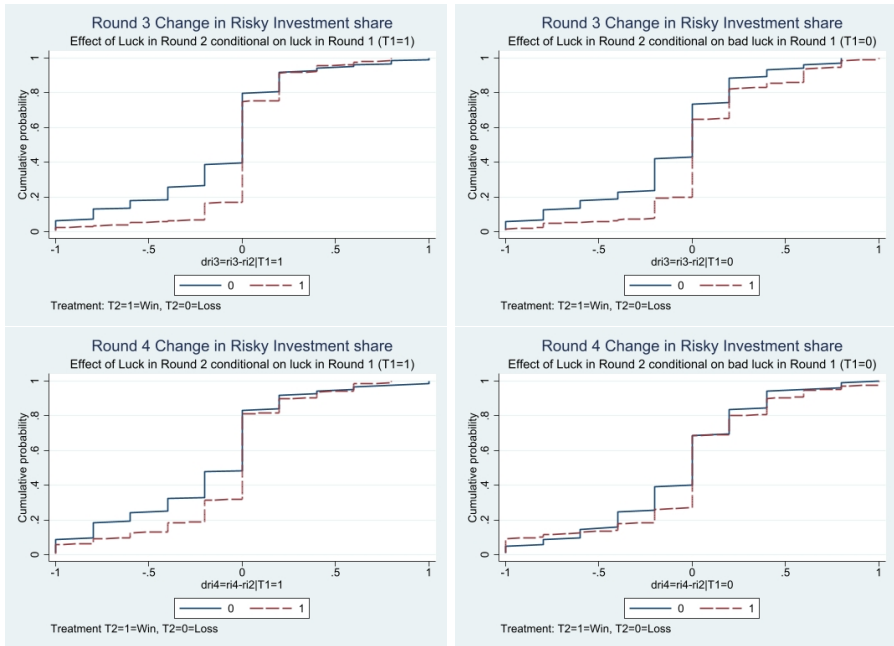 Round 3 Change in Risky Investment share
Effect of Luck in Round 2 conditional on luck in Round 1 (T1=1)
Cumulative probability
1
.8
.6
.4
.2
0
-1 -.5 0 .5 1
dri3=ri3-ri2|T1=1
0 1
Treatment: T2=1=Win, T2=0=Loss
Round 3 Change in Risky Investment share
Effect of Luck in Round 2 conditional on bad luck in Round 1 (T1=0)
Cumulative probability
1
.8
.6
.4
.2
0
-1 -.5 0 .5 1
dri3=ri3-ri2|T1=0
0 1
Treatment: T2=1=Win, T2=0=Loss
Round 4 Change in Risky Investment share
Effect of Luck in Round 2 conditional on luck in Round 1 (T1=1)
Cumulative probability
1
.8
.6
.4
.2
0
-1 -.5 0 .5 1
dri4=ri4-ri2|T1=1
0 1
Treatment T2=1=Win, T2=0=Loss
Round 4 Change in Risky Investment share
Effect of Luck in Round 2 conditional on bad luck in Round 1 (T1=0)
Cumulative probability
1
.8
.6
.4
.2
0
-1 -.5 0 .5 1
dri4=ri4-ri2|T1=0
0 1
Treatment: T2=1=Win, T2=0=Loss